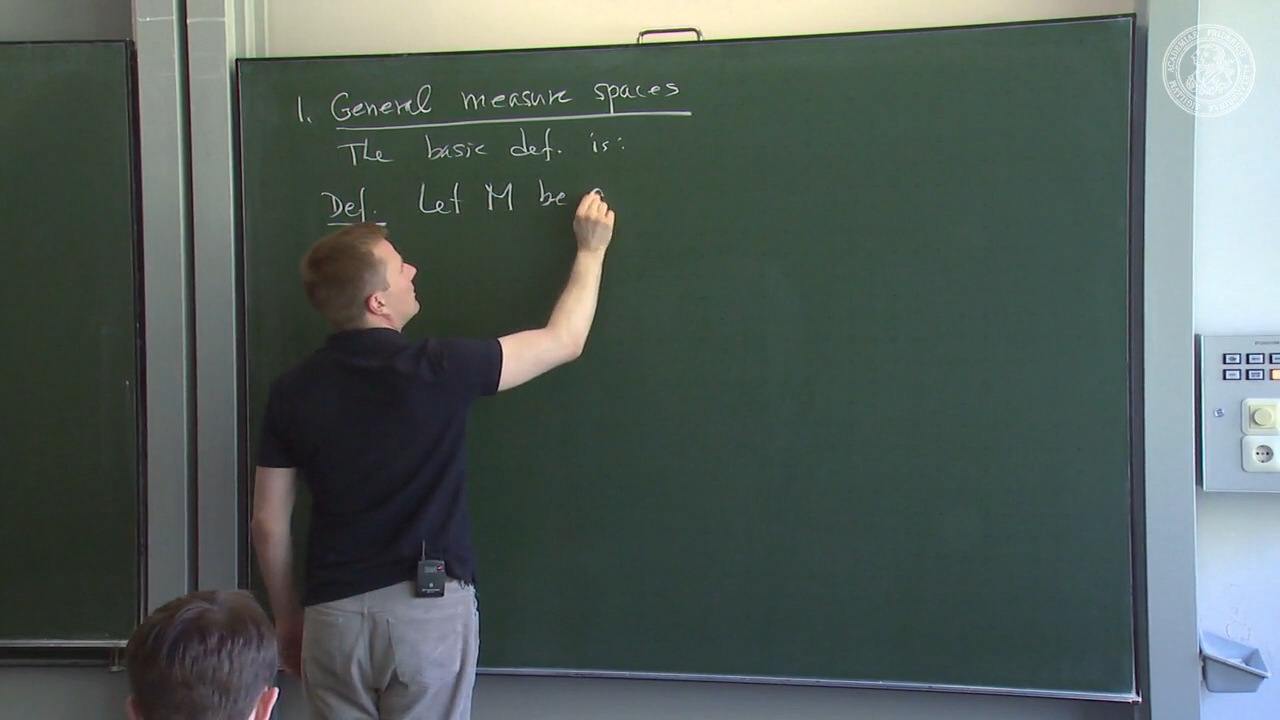 1. General measure spaces
The basic def. is:
Def. Let M be